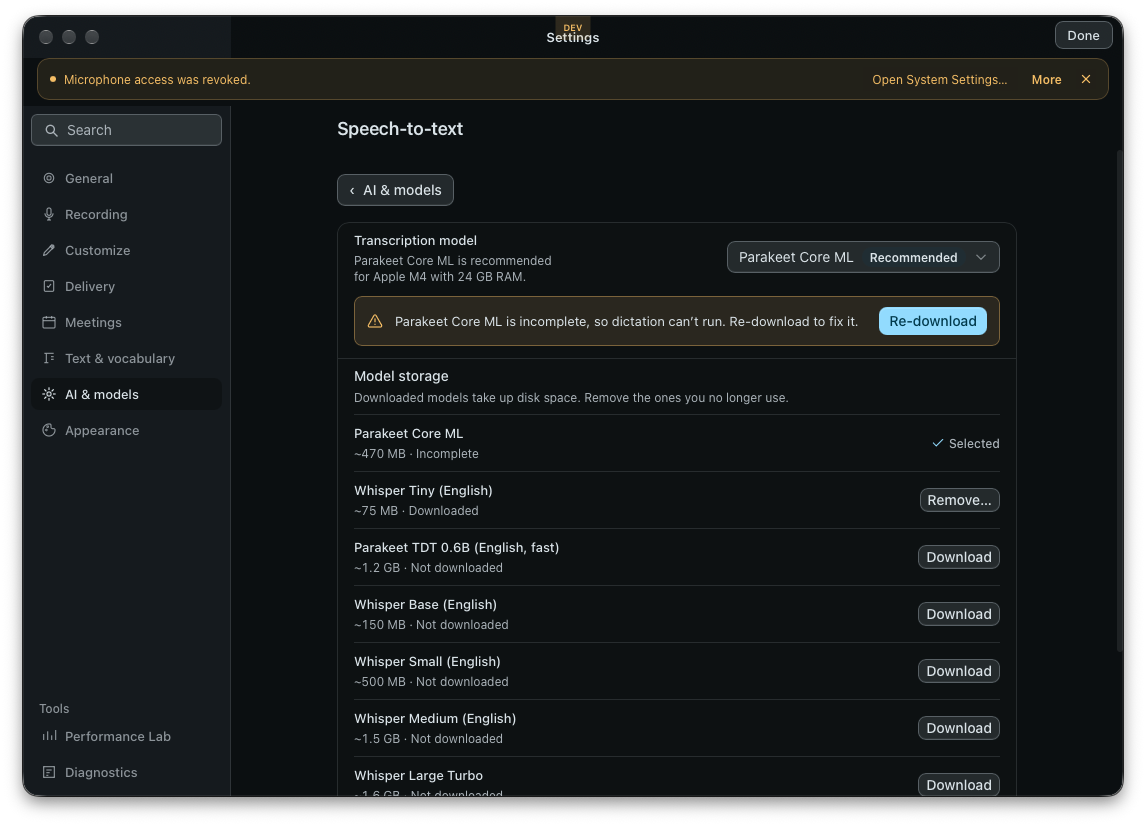 DEV
Settings
Done
Microphone access was revoked.
Open System Settings...
More
Search
General
Recording
Customize
Delivery
Meetings
Text & vocabulary
AI & models
Appearance
Tools
Performance Lab
Diagnostics
Speech-to-text
‹ AI & models
Transcription model
Parakeet Core ML is recommended
for Apple M4 with 24 GB RAM.
Parakeet Core ML Recommended
Parakeet Core ML is incomplete, so dictation can’t run. Re-download to fix it.
Re-download
Model storage
Downloaded models take up disk space. Remove the ones you no longer use.
Parakeet Core ML
~470 MB · Incomplete
Selected
Whisper Tiny (English)
~75 MB · Downloaded
Remove...
Parakeet TDT 0.6B (English, fast)
~1.2 GB · Not downloaded
Download
Whisper Base (English)
~150 MB · Not downloaded
Download
Whisper Small (English)
~500 MB · Not downloaded
Download
Whisper Medium (English)
~1.5 GB · Not downloaded
Download
Whisper Large Turbo
~1.6 GB · Not downloaded
Download